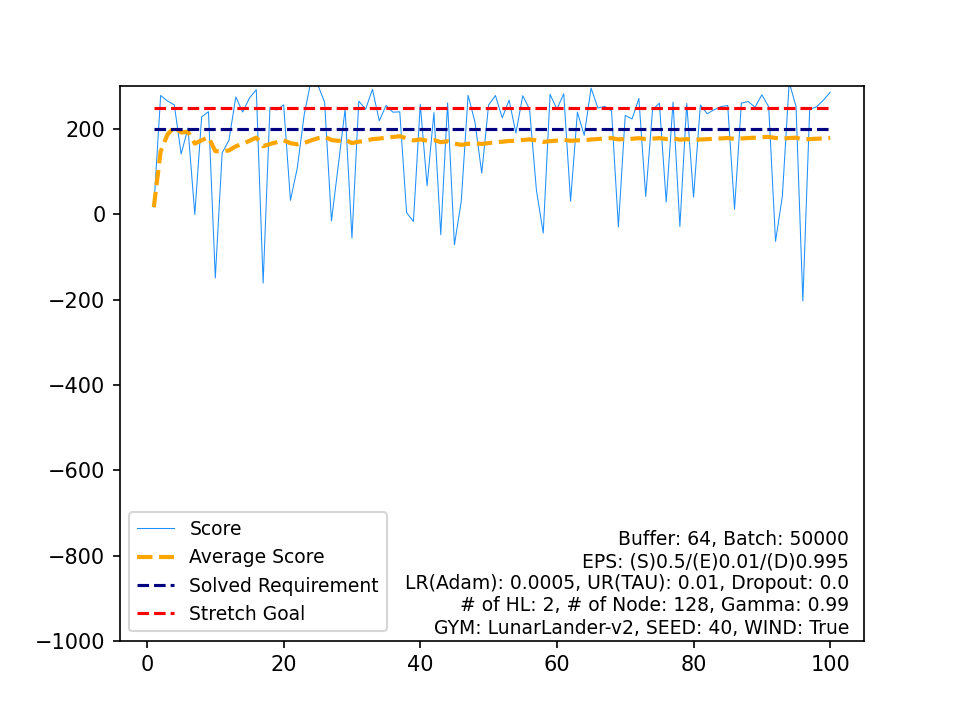 200
0
−200
−400
−600
−800
−1000
0
20
40
60
80
100
Score
Average Score
Solved Requirement
Stretch Goal
Buffer: 64, Batch: 50000
EPS: (S)0.5/(E)0.01/(D)0.995
LR(Adam): 0.0005, UR(TAU): 0.01, Dropout: 0.0
# of HL: 2, # of Node: 128, Gamma: 0.99
GYM: LunarLander-v2, SEED: 40, WIND: True